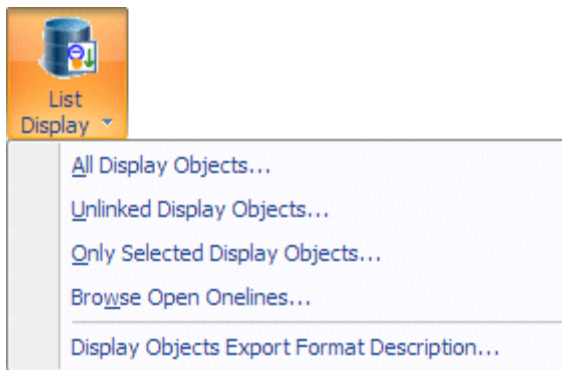 List
Display
All Display Objects...
Unlinked Display Objects...
Only Selected Display Objects...
Browse Open Onelines...
Display Objects Export Format Description...